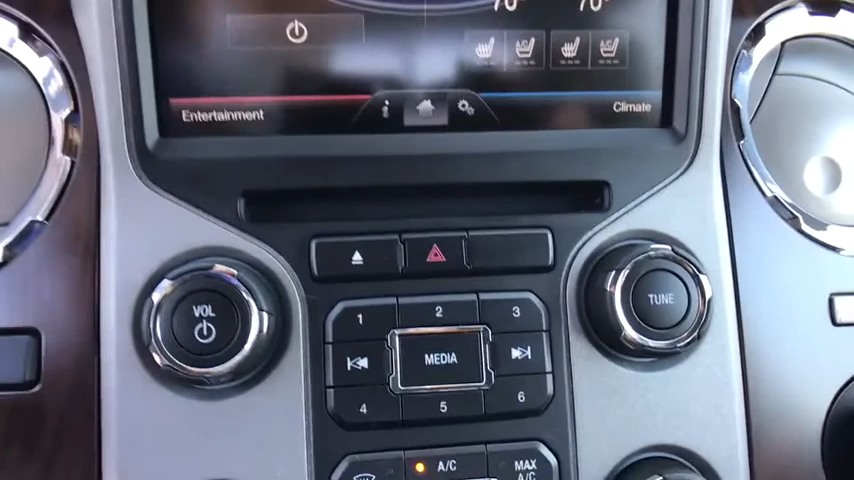 70 70
A/C A/C
Entertainment i Climate
VOL TUNE
1 2 3
MEDIA
4 5 6
A/C MAX
A/C